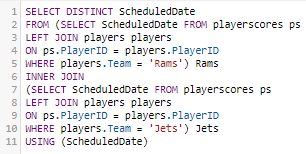 1 SELECT DISTINCT ScheduledDate
2 FROM (SELECT ScheduledDate FROM playerscores ps
3 LEFT JOIN players players
4 ON ps.PlayerID = players.PlayerID
5 WHERE players.Team = 'Rams') Rams
6 INNER JOIN
7 (SELECT ScheduledDate FROM playerscores ps
8 LEFT JOIN players players
9 ON ps.PlayerID = players.PlayerID
10 WHERE players.Team = 'Jets') Jets
11 USING (ScheduledDate)